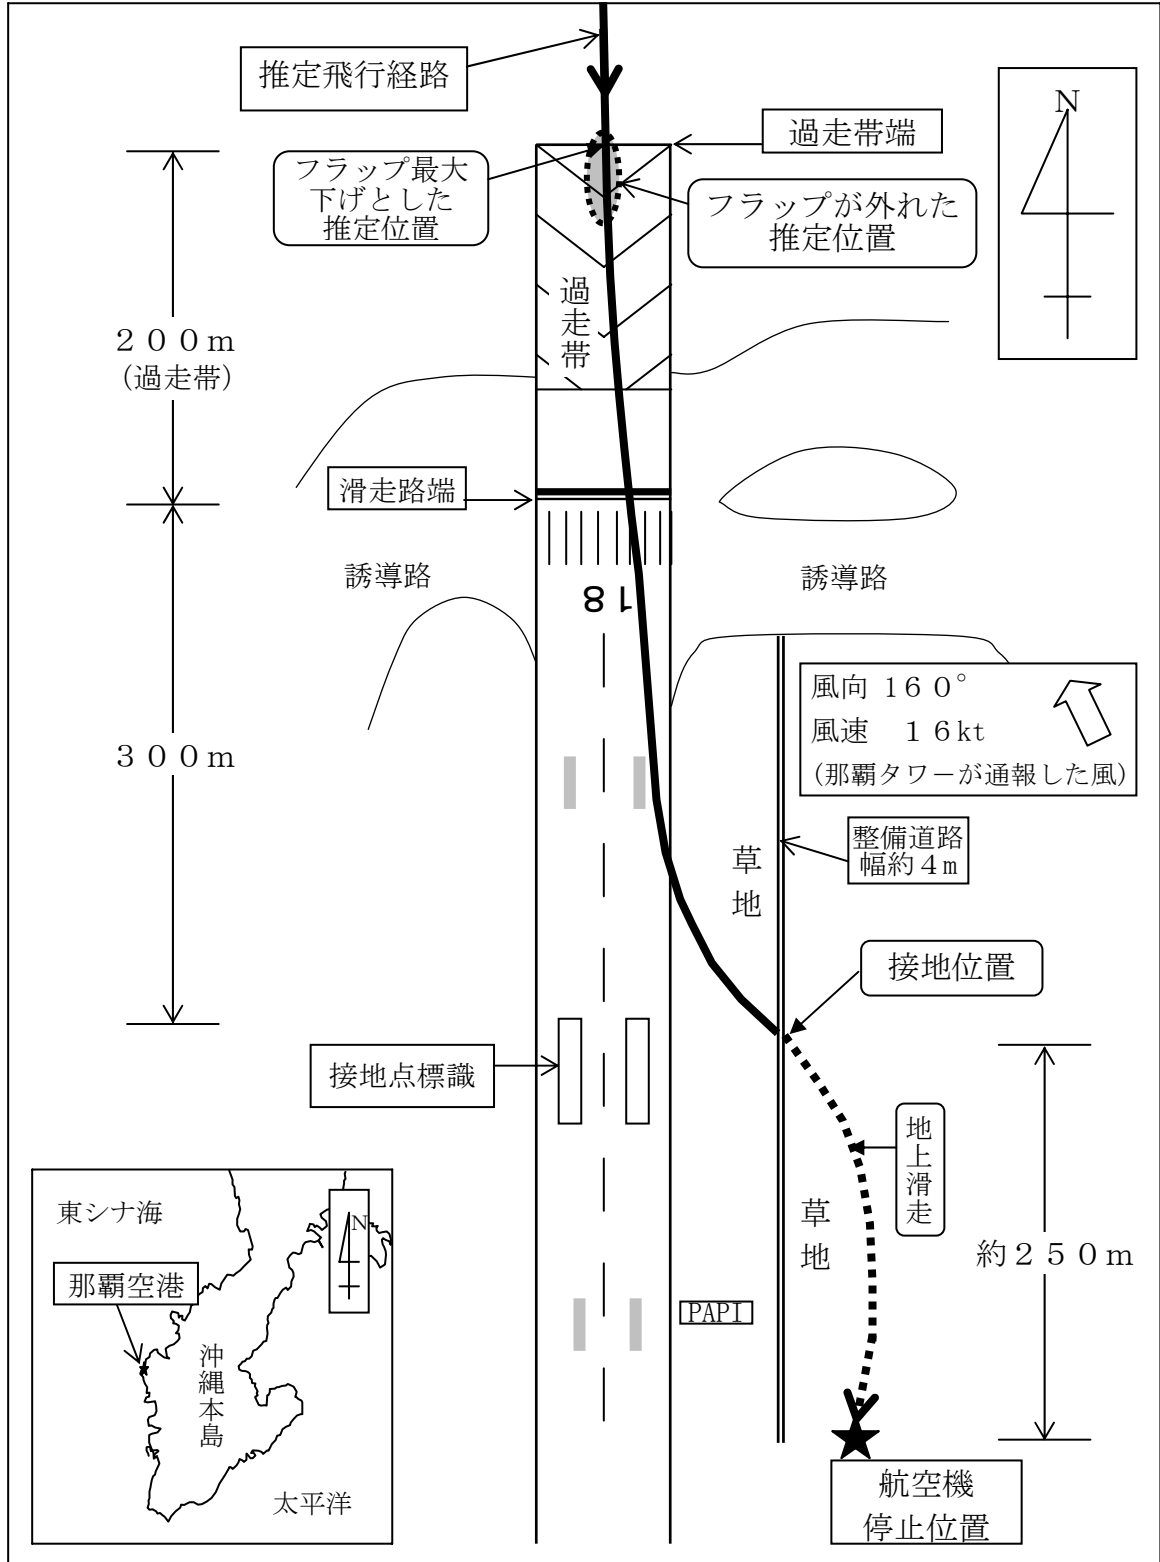 推定飛行経路
N
過走帯端
フラップ最大
下げとした
推定位置
フラップが外れた
推定位置
過走帯
２００ｍ
（過走帯）
滑走路端
誘導路
誘導路
18
風向 160°
風速　１６kt
(那覇タワーが通報した風)
３００ｍ
整備道路
幅約４m
草地
接地位置
接地点標識
地上滑走
草地
約２５０ｍ
東シナ海
N
那覇空港
沖縄本島
太平洋
PAPI
航空機
停止位置